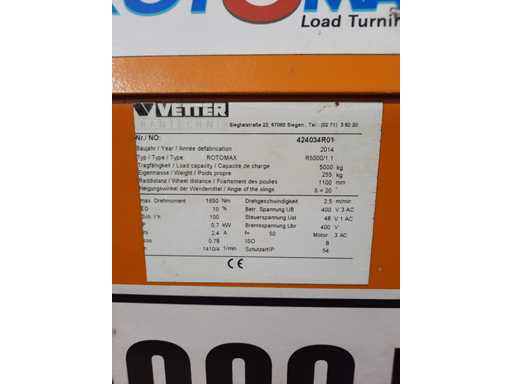 ROTOMA
Load Turnin
VETTER
Siegtalstraße 22, 57080 Siegen , Tel.: (02 71) 3 50 20
Nr./ NO: 424034R01
Baujahr / Year / Année defabrication 2014
Typ / Type / Type: ROTOMAX R5000/1.1
Tragfähigkeit / Load capacity / Capacité de charge 5000 kg
Eigenmasse / Weight / Poids propre 255 kg
Raddistanz / Wheel distance / Ecartement des poulies 1100 mm
Neigungswinkel der Wendemittel / Angle of the slings ß < 20°
max. Drehmoment 1650 Nm Drehgeschwindigkeit 2,5 m/min
ED 10 % Betr. Spannung UB 400 V 3 AC
100 Steuerspannung Ust 48 V 1 AC
P 0,7 kW Bremsspannung Ubr 400 V
2,4 A f= 50 Motor 3 AC
0,78 ISO B
1410/4 1/min Schutzart/IP 54
CE
000